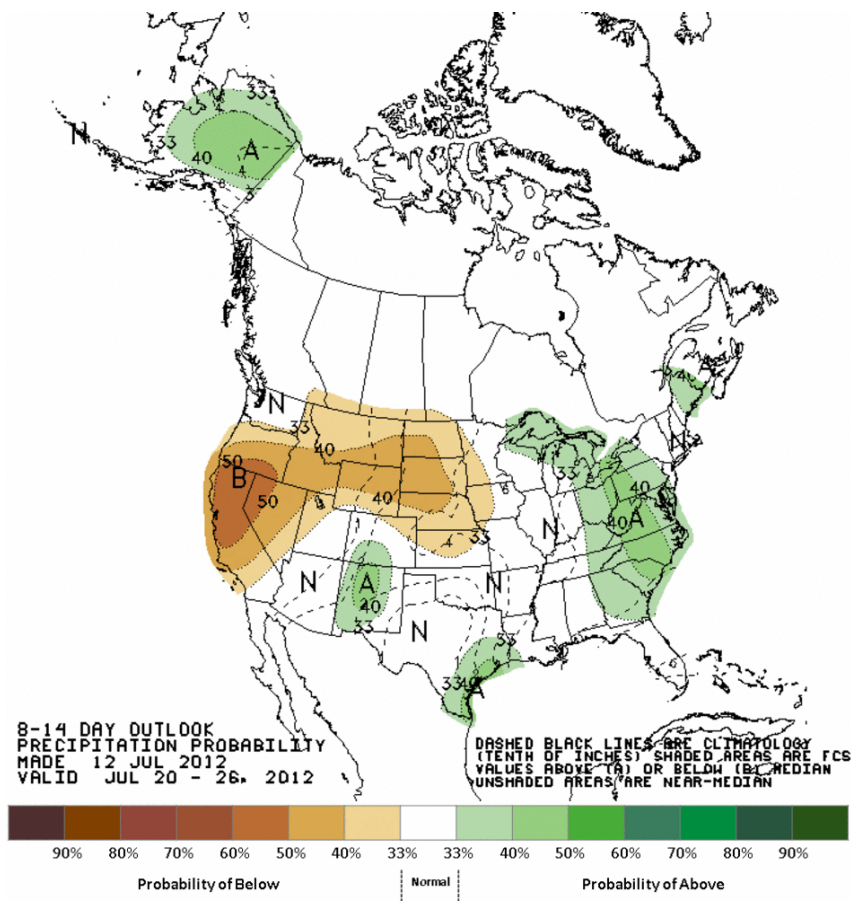 33
N
33
A
40
4
N
33
50
40
B
50
40
33
N
33
40
A
40
33
N
N
A
40
33
N
N
33
33
A
8-14 DAY OUTLOOK
PRECIPITATION PROBABILITY
MADE 12 JUL 2012
VALID JUL 20 - 26, 2012
DASHED BLACK LINES ARE CLIMATOLOGY
(TENTH OF INCHES) SHADED AREAS ARE FCS
VALUES ABOVE (A) OR BELOW (B) MEDIAN
UNSHADED AREAS ARE NEAR-MEDIAN
90% 80% 70% 60% 50% 40% 33% 33% 40% 50% 60% 70% 80% 90%
Probability of Below Normal Probability of Above